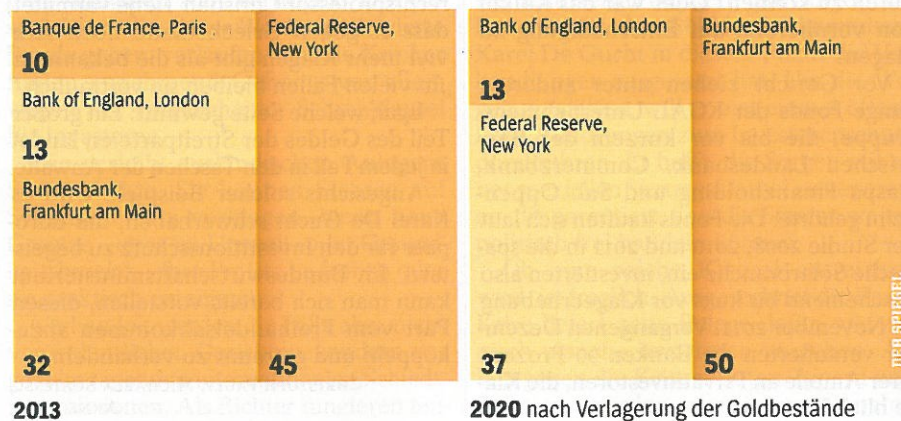 Banque de France, Paris
10
Bank of England, London
13
Bundesbank,
Frankfurt am Main
32
Federal Reserve,
New York
45
2013
Bank of England, London
13
Federal Reserve,
New York
37
Bundesbank,
Frankfurt am Main
50
DER SPIEGEL
2020 nach Verlagerung der Goldbestände